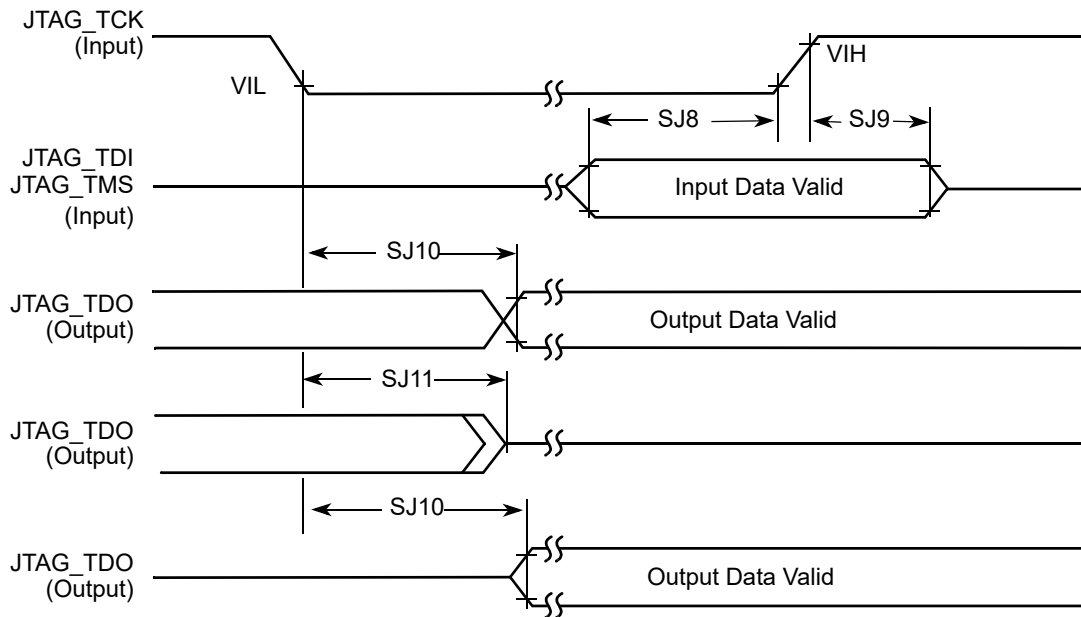 JTAG_TCK
(Input)
VIH
VIL
SJ8
SJ9
JTAG_TDI
JTAG_TMS
(Input)
Input Data Valid
SJ10
JTAG_TDO
(Output)
Output Data Valid
SJ11
JTAG_TDO
(Output)
SJ10
JTAG_TDO
(Output)
Output Data Valid